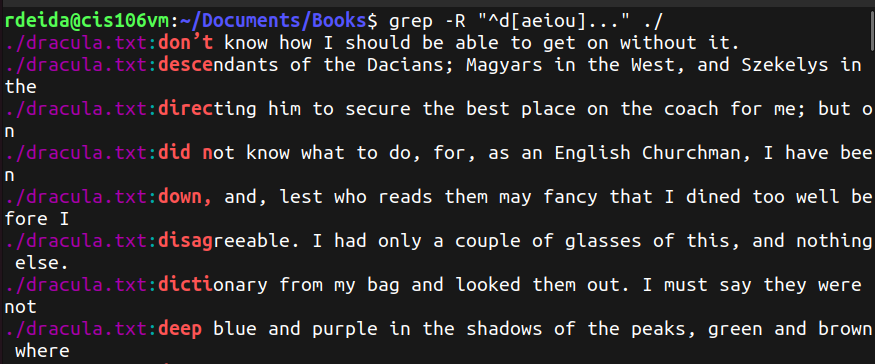 rdeida@cis106vm:~/Documents/Books$ grep -R "^d[aeiou]..." ./
./dracula.txt:don’t know how I should be able to get on without it.
./dracula.txt:descendants of the Dacians; Magyars in the West, and Szekelys in
the
./dracula.txt:directing him to secure the best place on the coach for me; but o
n
./dracula.txt:did not know what to do, for, as an English Churchman, I have bee
n
./dracula.txt:down, and, lest who reads them may fancy that I dined too well be
fore I
./dracula.txt:disagreeable. I had only a couple of glasses of this, and nothing
 else.
./dracula.txt:dictionary from my bag and looked them out. I must say they were
not
./dracula.txt:deep blue and purple in the shadows of the peaks, green and brown
 where